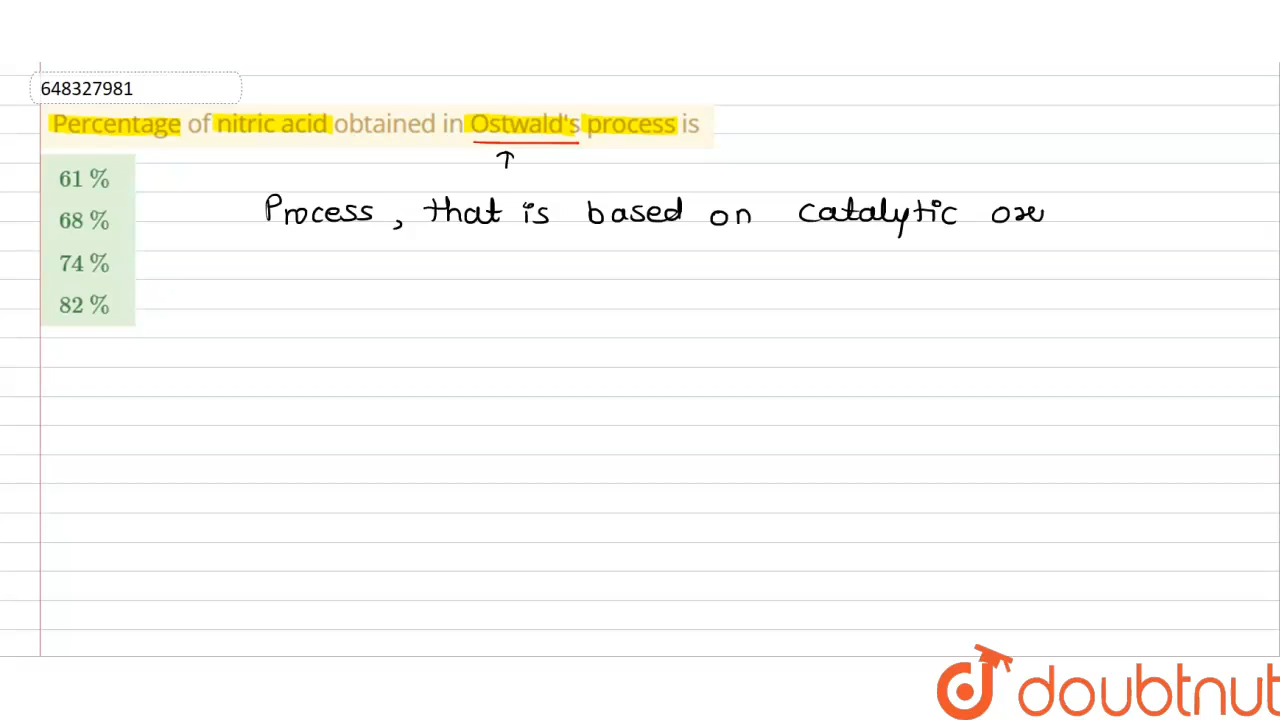 648327981
Percentage of nitric acid obtained in Ostwald's process is
61 %
68 %
74 %
82 %
Process, that is based on catalytic ox
doubtnut